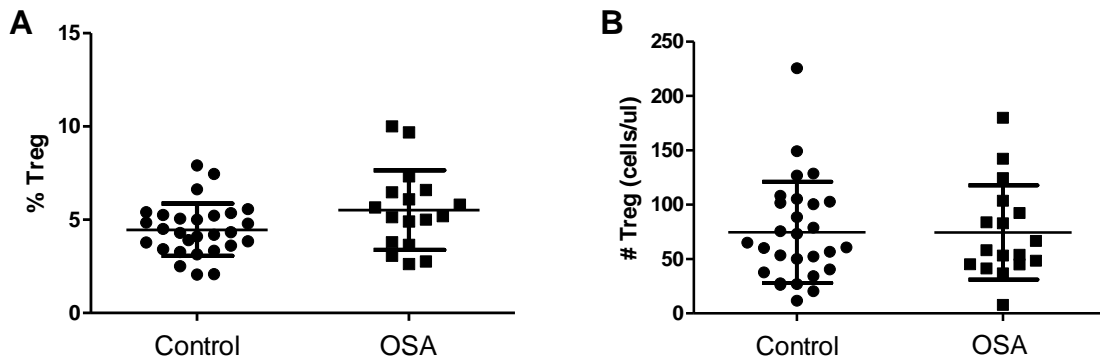 A
% Treg
15
10
5
0
Control
OSA
B
# Treg (cells/ul)
250
200
150
100
50
0
Control
OSA